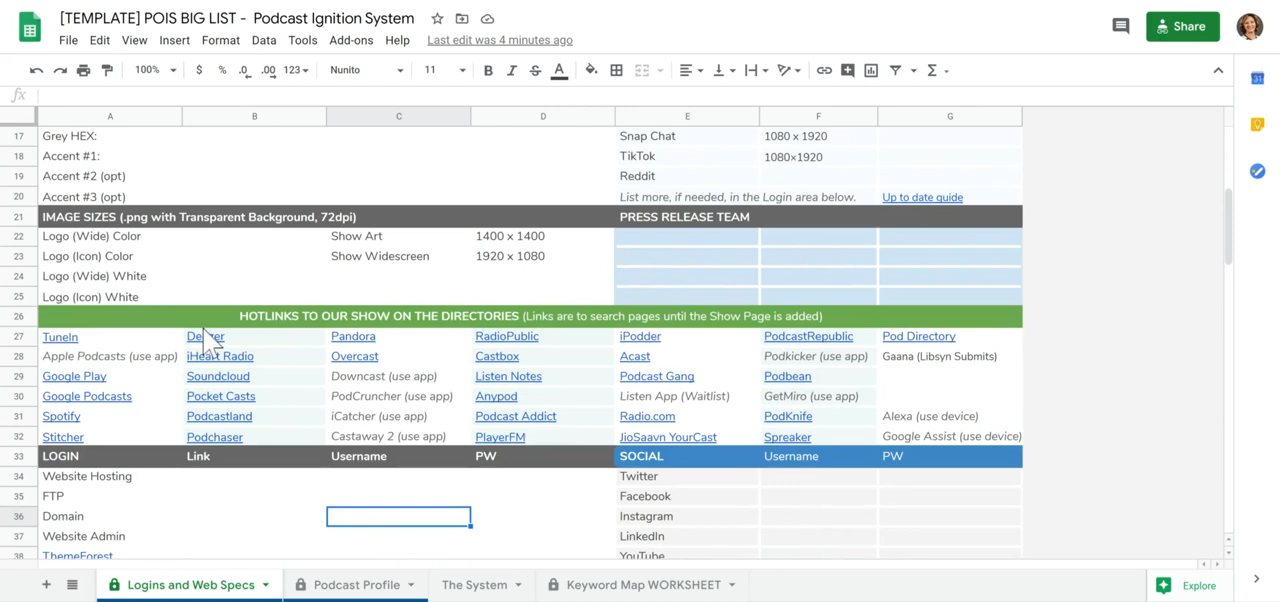 [TEMPLATE] POIS BIG LIST - Podcast Ignition System
File Edit View Insert Format Data Tools Add-ons Help Last edit was 4 minutes ago
Share
100% $ % .0 .00 123 Nunito 11 B I S A
fx
A B C D E F G
17 Grey HEX: Snap Chat 1080 x 1920
18 Accent #1: TikTok 1080×1920
19 Accent #2 (opt) Reddit
20 Accent #3 (opt) List more, if needed, in the Login area below. Up to date guide
21 IMAGE SIZES (.png with Transparent Background, 72dpi) PRESS RELEASE TEAM
22 Logo (Wide) Color Show Art 1400 x 1400
23 Logo (Icon) Color Show Widescreen 1920 x 1080
24 Logo (Wide) White
25 Logo (Icon) White
26 HOTLINKS TO OUR SHOW ON THE DIRECTORIES (Links are to search pages until the Show Page is added)
27 TuneIn Pandora RadioPublic iPodder PodcastRepublic Pod Directory
28 Apple Podcasts (use app) iHeart Radio Overcast Castbox Acast Podkicker (use app) Gaana (Libsyn Submits)
29 Google Play Soundcloud Downcast (use app) Listen Notes Podcast Gang Podbean
30 Google Podcasts Pocket Casts PodCruncher (use app) Anypod Listen App (Waitlist) GetMiro (use app)
31 Spotify Podcastland iCatcher (use app) Podcast Addict Radio.com PodKnife Alexa (use device)
32 Stitcher Podchaser Castaway 2 (use app) PlayerFM JioSaavn YourCast Spreaker Google Assist (use device)
33 LOGIN Link Username PW SOCIAL Username PW
34 Website Hosting Twitter
35 FTP Facebook
36 Domain Instagram
37 Website Admin LinkedIn
38 ThemeForest YouTube
Logins and Web Specs Podcast Profile The System Keyword Map WORKSHEET Explore